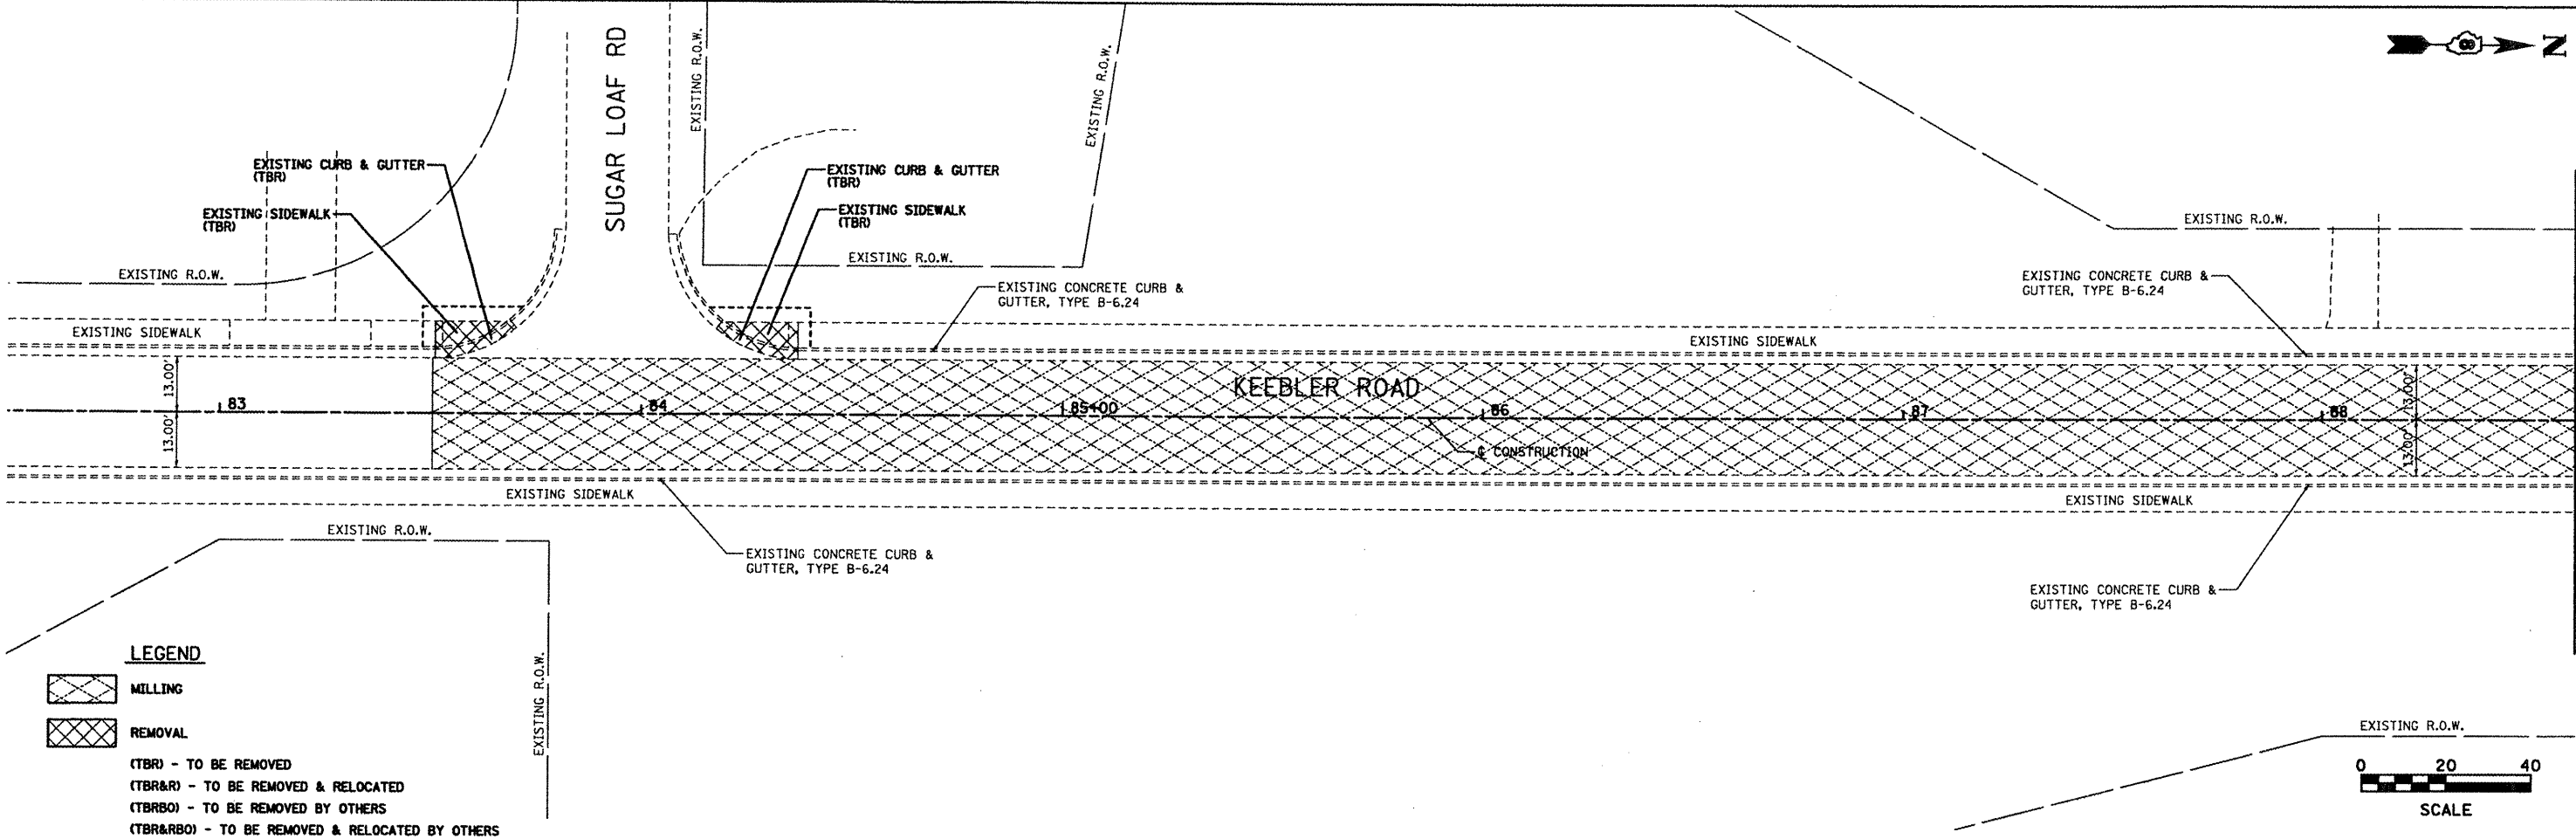 N
SUGAR LOAF RD
EXISTING R.O.W.
EXISTING R.O.W.
EXISTING CURB & GUTTER
(TBR)
EXISTING SIDEWALK
(TBR)
EXISTING CURB & GUTTER
(TBR)
EXISTING SIDEWALK
(TBR)
EXISTING R.O.W.
EXISTING R.O.W.
EXISTING R.O.W.
EXISTING CONCRETE CURB &
GUTTER, TYPE B-6.24
EXISTING CONCRETE CURB &
GUTTER, TYPE B-6.24
EXISTING SIDEWALK
EXISTING SIDEWALK
13.00'
13.00'
KEEBLER ROAD
83
84
85+00
86
87
88
13.00'
13.00'
℄ CONSTRUCTION
EXISTING SIDEWALK
EXISTING SIDEWALK
EXISTING R.O.W.
EXISTING CONCRETE CURB &
GUTTER, TYPE B-6.24
EXISTING CONCRETE CURB &
GUTTER, TYPE B-6.24
EXISTING R.O.W.
LEGEND
MILLING
REMOVAL
(TBR) - TO BE REMOVED
(TBR&R) - TO BE REMOVED & RELOCATED
(TBRBO) - TO BE REMOVED BY OTHERS
(TBR&RBO) - TO BE REMOVED & RELOCATED BY OTHERS
EXISTING R.O.W.
0 20 40
SCALE